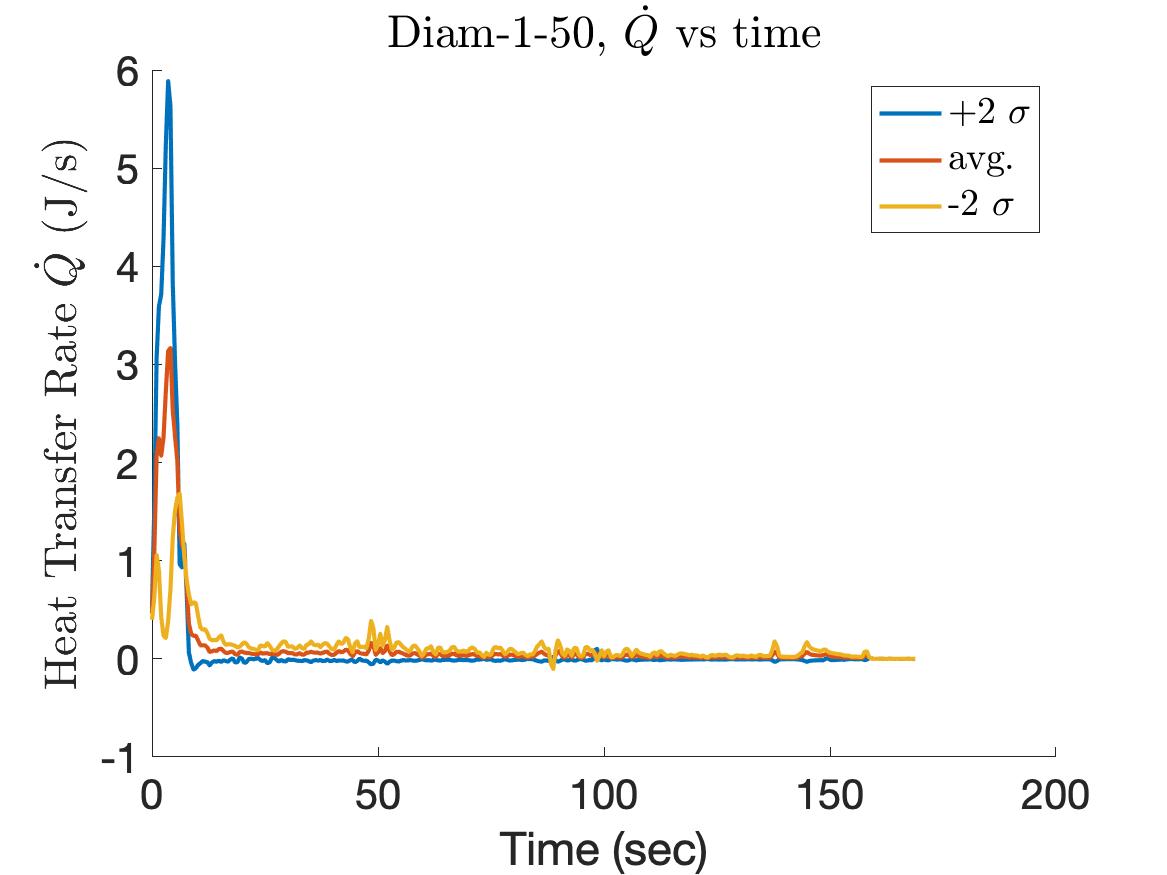 Diam-1-50, Q̇ vs time
Heat Transfer Rate Q̇ (J/s)
6
5
4
3
2
1
0
-1
+2 σ
avg.
-2 σ
0 50 100 150 200
Time (sec)